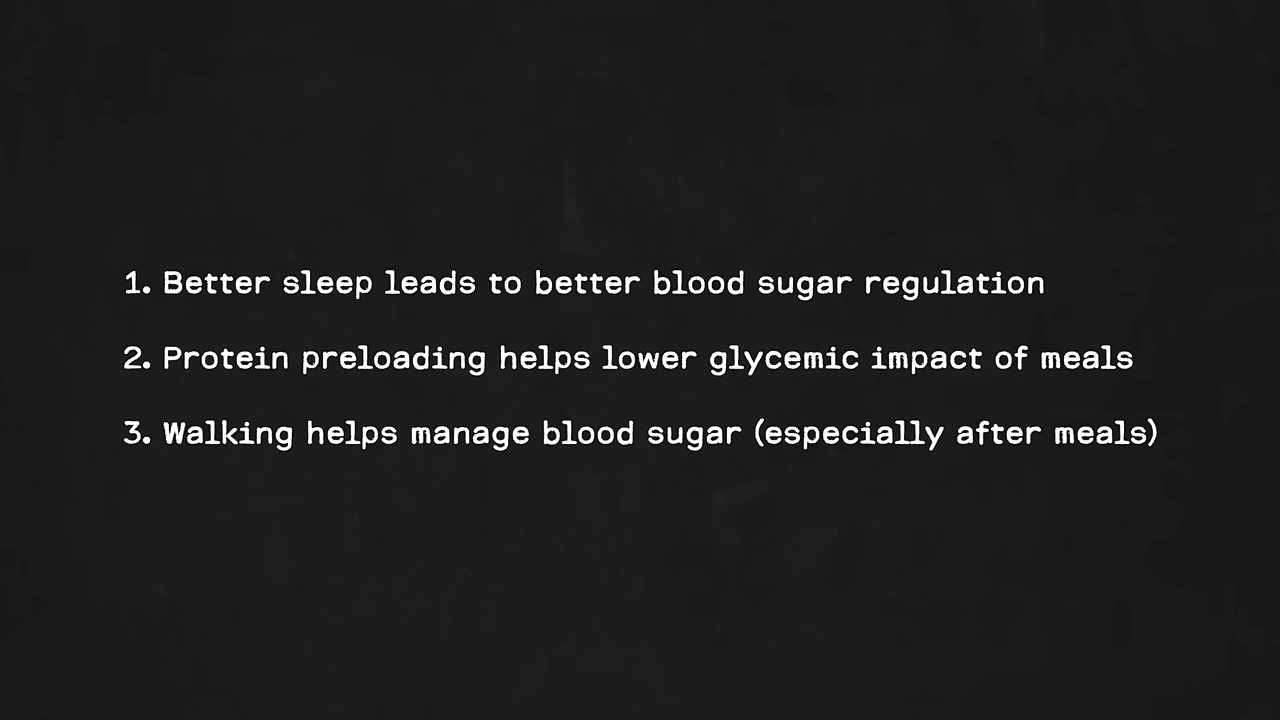 1. Better sleep leads to better blood sugar regulation
2. Protein preloading helps lower glycemic impact of meals
3. Walking helps manage blood sugar (especially after meals)